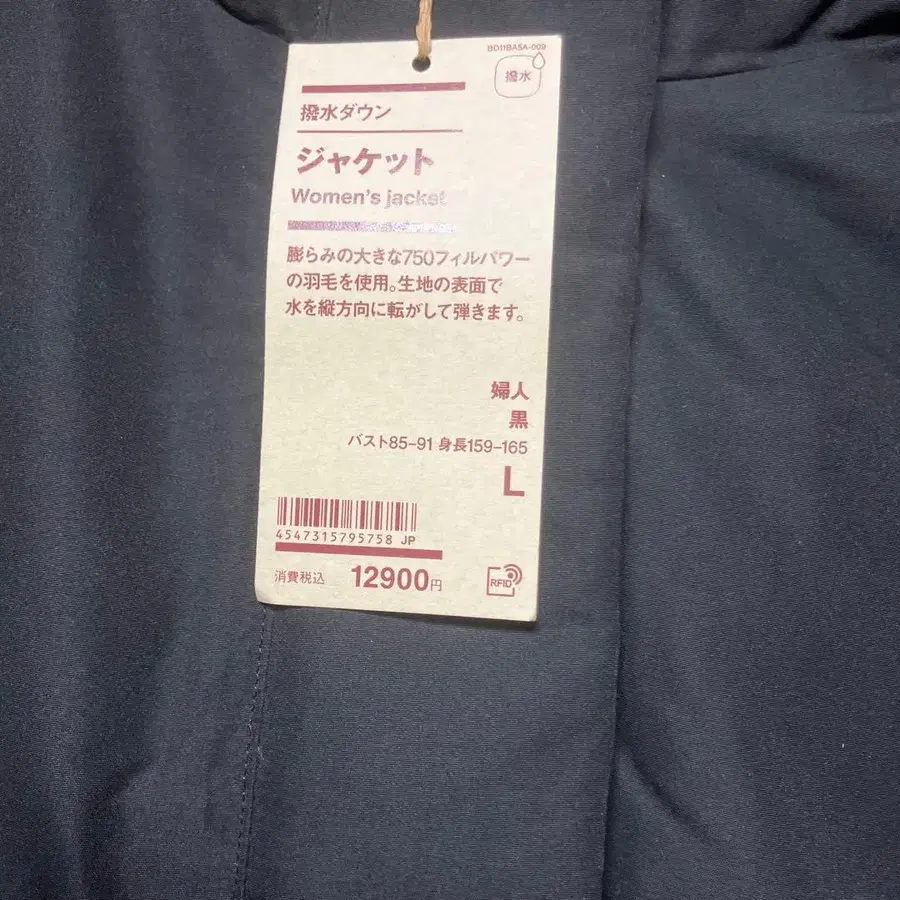 BD11BA5A-009
撥水
撥水ダウン
ジャケット
Women's jacket
膨らみの大きな750フィルパワー
の羽毛を使用。生地の表面で
水を縦方向に転がして弾きます。
婦人
黒
バスト85-91 身長159-165
L
4547315795758 JP
消費税込 12900円
RFID